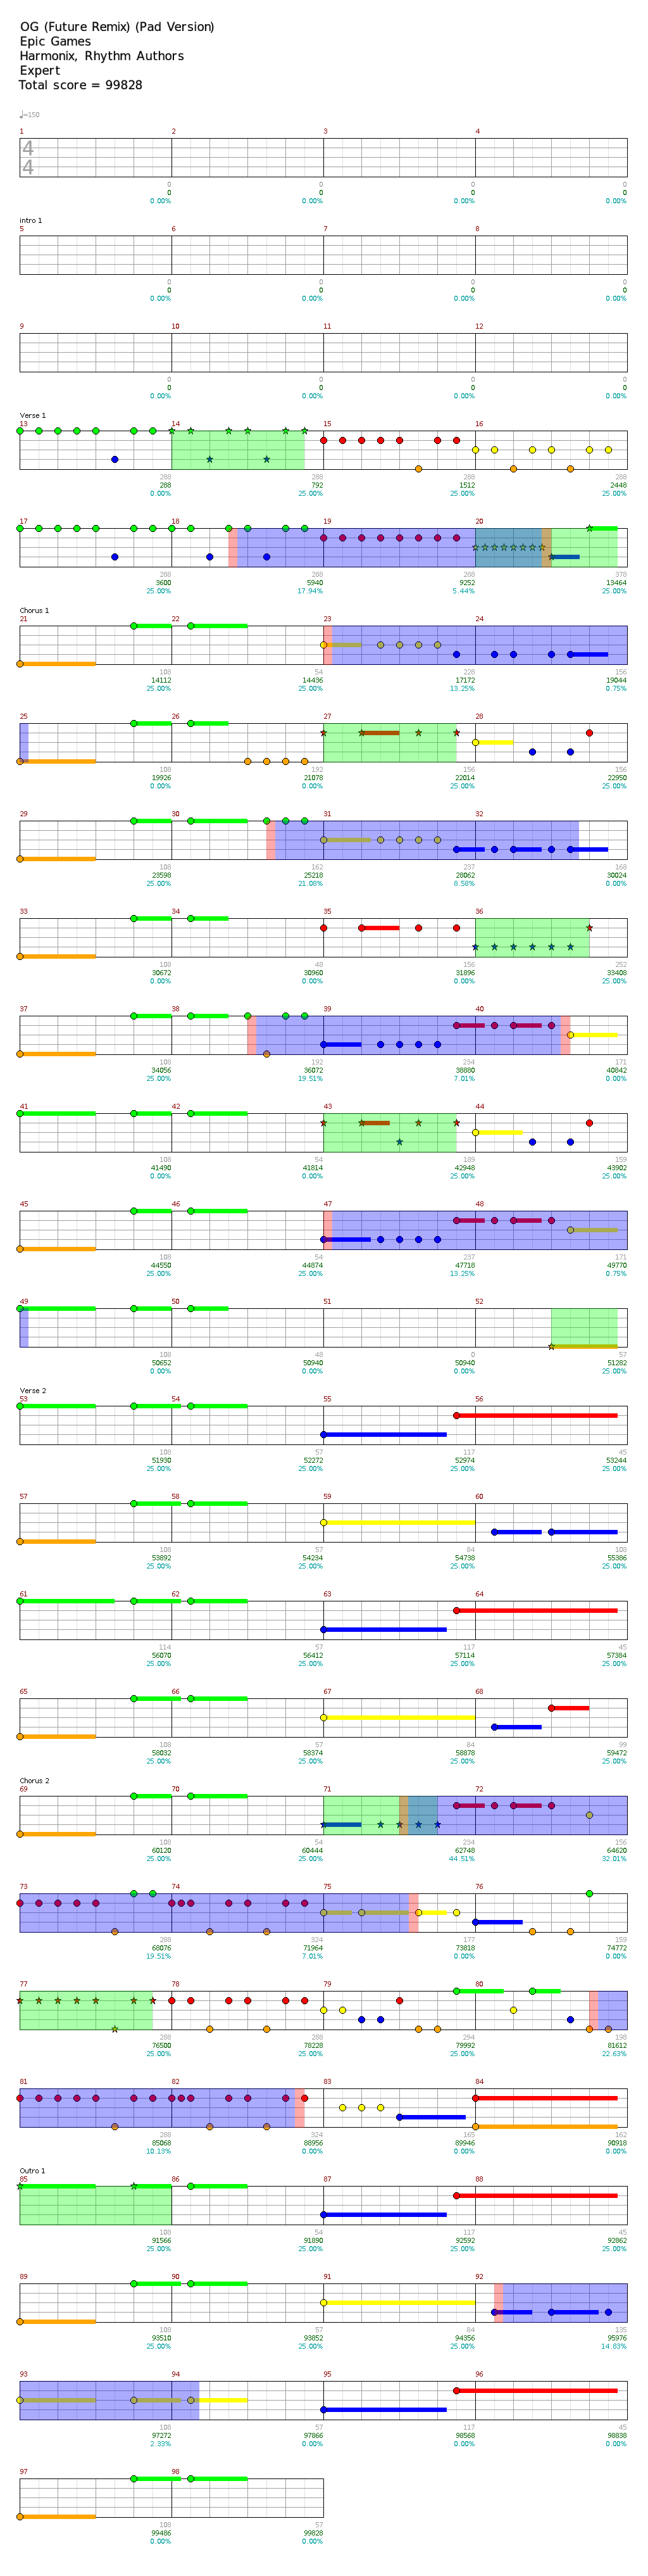 OG (Future Remix) (Pad Version)
Epic Games
Harmonix, Rhythm Authors
Expert
Total score = 99828
♩=150
1 2 3 4
4
4
0 0 0 0
0 0 0 0
0.00% 0.00% 0.00% 0.00%
intro 1
5 6 7 8
0 0 0 0
0 0 0 0
0.00% 0.00% 0.00% 0.00%
9 10 11 12
0 0 0 0
0 0 0 0
0.00% 0.00% 0.00% 0.00%
Verse 1
13 14 15 16
288 288 288 288
288 792 1512 2448
0.00% 25.00% 25.00% 25.00%
17 18 19 20
288 288 288 378
3600 5940 9252 13464
25.00% 17.94% 5.44% 25.00%
Chorus 1
21 22 23 24
108 54 228 156
14112 14436 17172 19044
25.00% 25.00% 13.25% 0.75%
25 26 27 28
108 192 156 156
19926 21078 22014 22950
0.00% 0.00% 25.00% 25.00%
29 30 31 32
108 162 237 168
23598 25218 28062 30024
25.00% 21.08% 8.58% 0.00%
33 34 35 36
108 48 156 252
30672 30960 31896 33408
0.00% 0.00% 0.00% 25.00%
37 38 39 40
108 192 234 171
34056 36072 38880 40842
25.00% 19.51% 7.01% 0.00%
41 42 43 44
108 54 189 159
41490 41814 42948 43902
0.00% 0.00% 25.00% 25.00%
45 46 47 48
108 54 237 171
44550 44874 47718 49770
25.00% 25.00% 13.25% 0.75%
49 50 51 52
108 48 0 57
50652 50940 50940 51282
0.00% 0.00% 0.00% 25.00%
Verse 2
53 54 55 56
108 57 117 45
51930 52272 52974 53244
25.00% 25.00% 25.00% 25.00%
57 58 59 60
108 57 84 108
53892 54234 54738 55386
25.00% 25.00% 25.00% 25.00%
61 62 63 64
114 57 117 45
56070 56412 57114 57384
25.00% 25.00% 25.00% 25.00%
65 66 67 68
108 57 84 99
58032 58374 58878 59472
25.00% 25.00% 25.00% 25.00%
Chorus 2
69 70 71 72
108 54 234 156
60120 60444 62748 64620
25.00% 25.00% 44.51% 32.01%
73 74 75 76
288 324 177 159
68076 71964 73818 74772
19.51% 7.01% 0.00% 0.00%
77 78 79 80
288 288 294 198
76500 78228 79992 81612
25.00% 25.00% 25.00% 22.63%
81 82 83 84
288 324 165 162
85068 88956 89946 90918
10.13% 0.00% 0.00% 0.00%
Outro 1
85 86 87 88
108 54 117 45
91566 91890 92592 92862
25.00% 25.00% 25.00% 25.00%
89 90 91 92
108 57 84 135
93510 93852 94356 95976
25.00% 25.00% 25.00% 14.83%
93 94 95 96
108 57 117 45
97272 97866 98568 98838
2.33% 0.00% 0.00% 0.00%
97 98
108 57
99486 99828
0.00% 0.00%